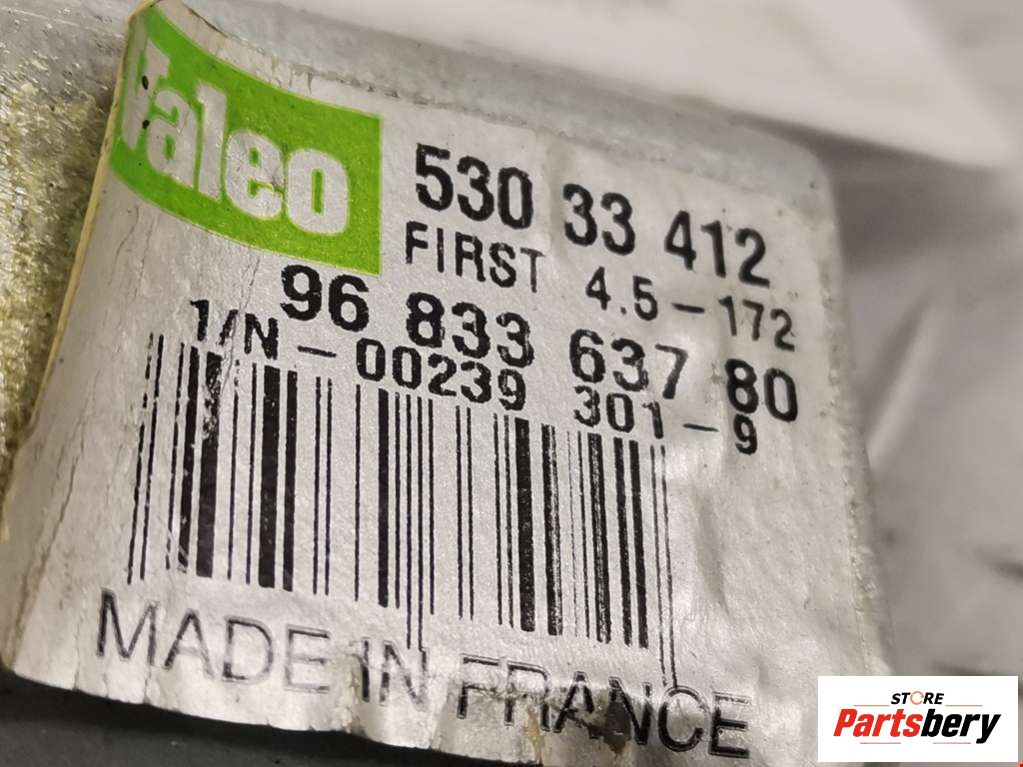 Valeo
530 33 412
FIRST 4.5-172
96 833 637 80
1/N-00239 301-9
MADE IN FRANCE
STORE
Partsbery